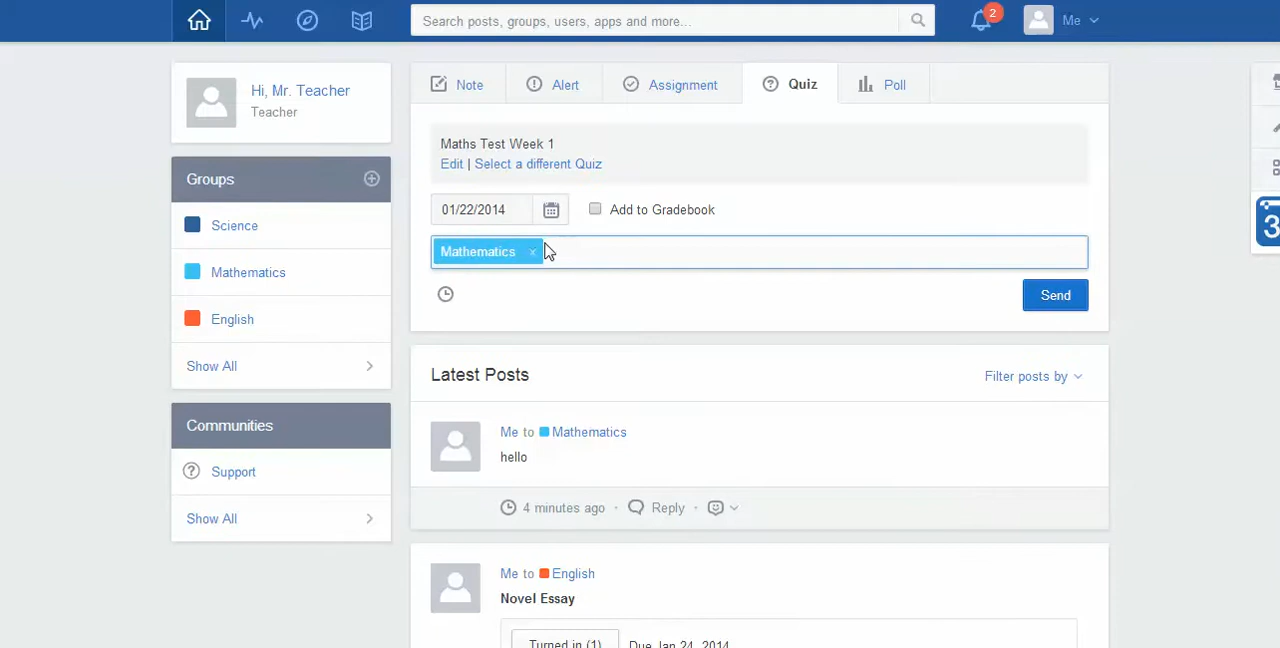 Search posts, groups, users, apps and more...
2
Me
Hi, Mr. Teacher
Teacher
Groups
Science
Mathematics
English
Show All
Communities
Support
Show All
Note
Alert
Assignment
Quiz
Poll
Maths Test Week 1
Edit | Select a different Quiz
01/22/2014
Add to Gradebook
Mathematics x
Send
Latest Posts
Filter posts by
Me to Mathematics
hello
4 minutes ago · Reply ·
Me to English
Novel Essay
Turned in (1)
Due Jan 24, 2014
3